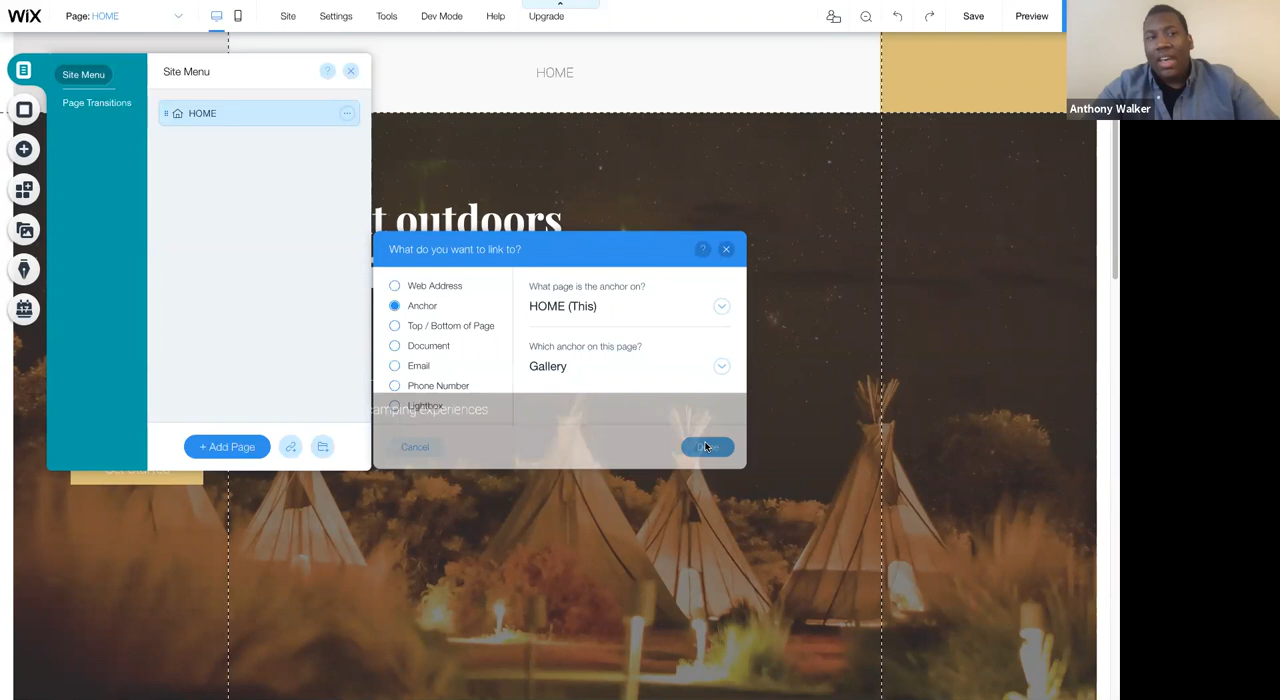 WiX
Page: HOME
Site
Settings
Tools
Dev Mode
Help
Upgrade
Save
Preview
Anthony Walker
Site Menu
Page Transitions
Site Menu
?
HOME
+ Add Page
HOME
t outdoors
What do you want to link to?
?
Web Address
Anchor
Top / Bottom of Page
Document
Email
Phone Number
Lightbox
What page is the anchor on?
HOME (This)
Which anchor on this page?
Gallery
camping experiences
Cancel